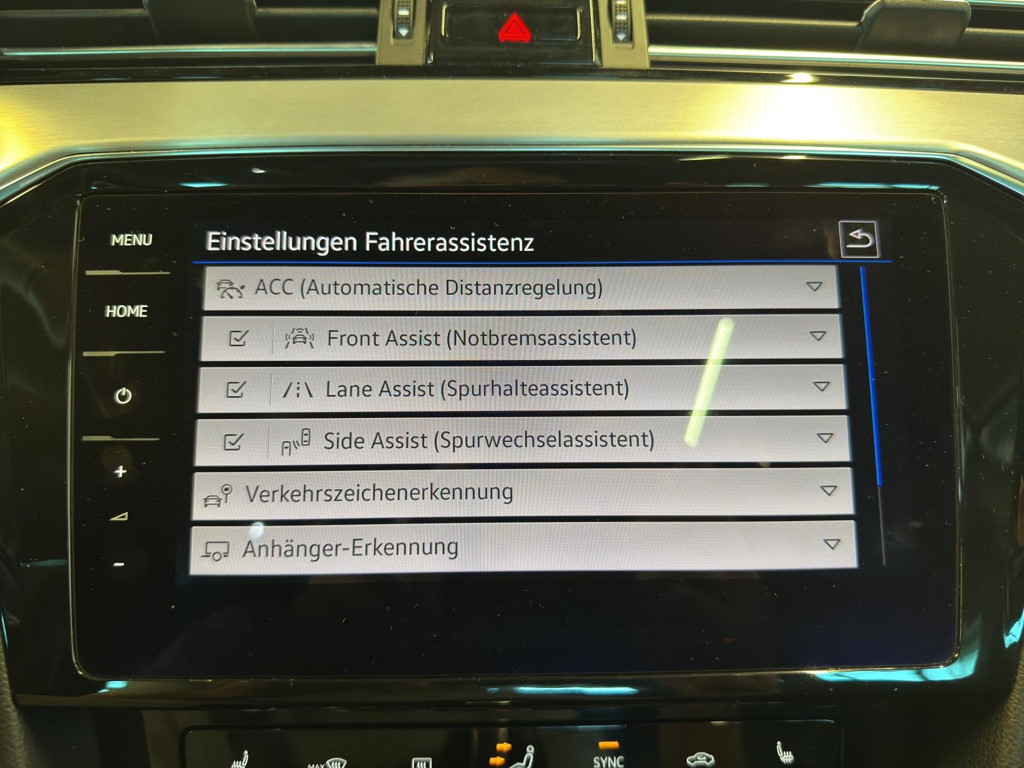 MENU
Einstellungen Fahrerassistenz
ACC (Automatische Distanzregelung)
HOME
Front Assist (Notbremsassistent)
Lane Assist (Spurhalteassistent)
Side Assist (Spurwechselassistent)
+
Verkehrszeichenerkennung
-
Anhänger-Erkennung
MAX
SYNC